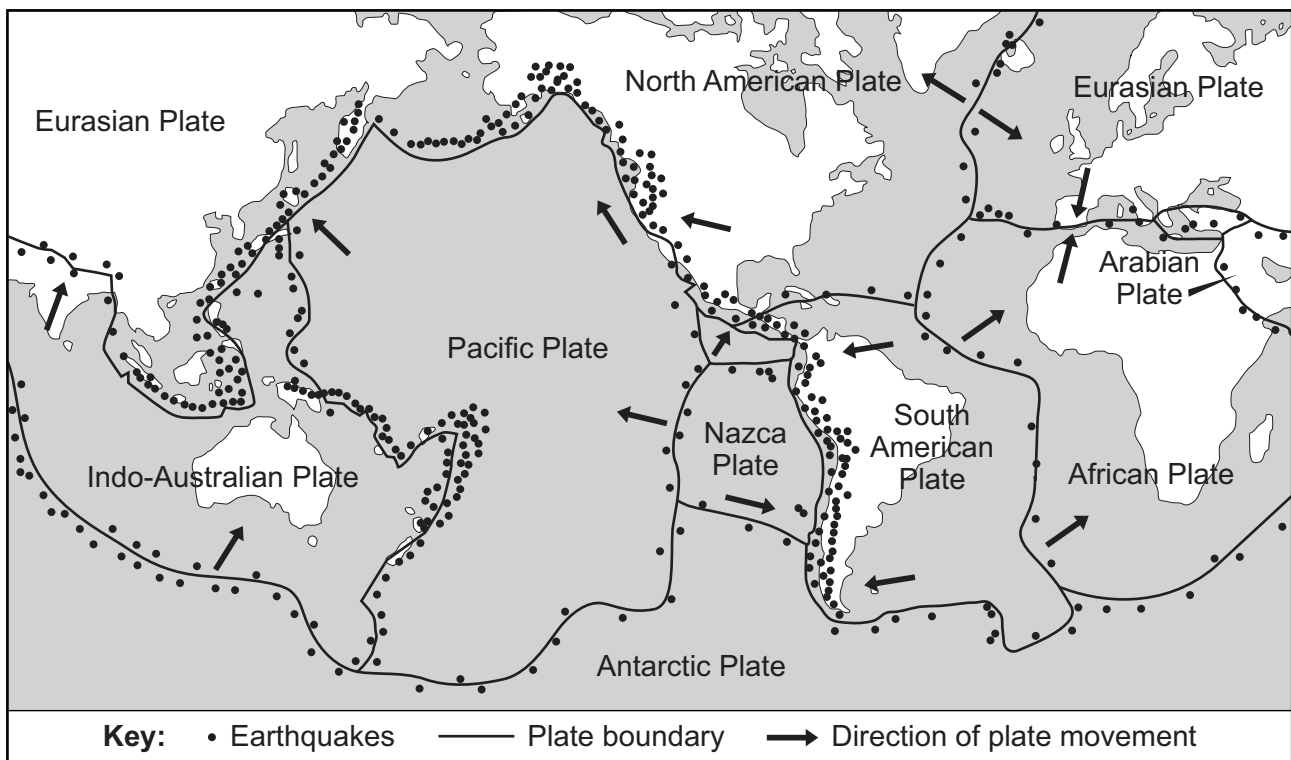 North American Plate
Eurasian Plate
Eurasian Plate
Arabian
Plate
Pacific Plate
Nazca
Plate
South
American
Plate
Indo-Australian Plate
African Plate
Antarctic Plate
Key: Earthquakes Plate boundary Direction of plate movement